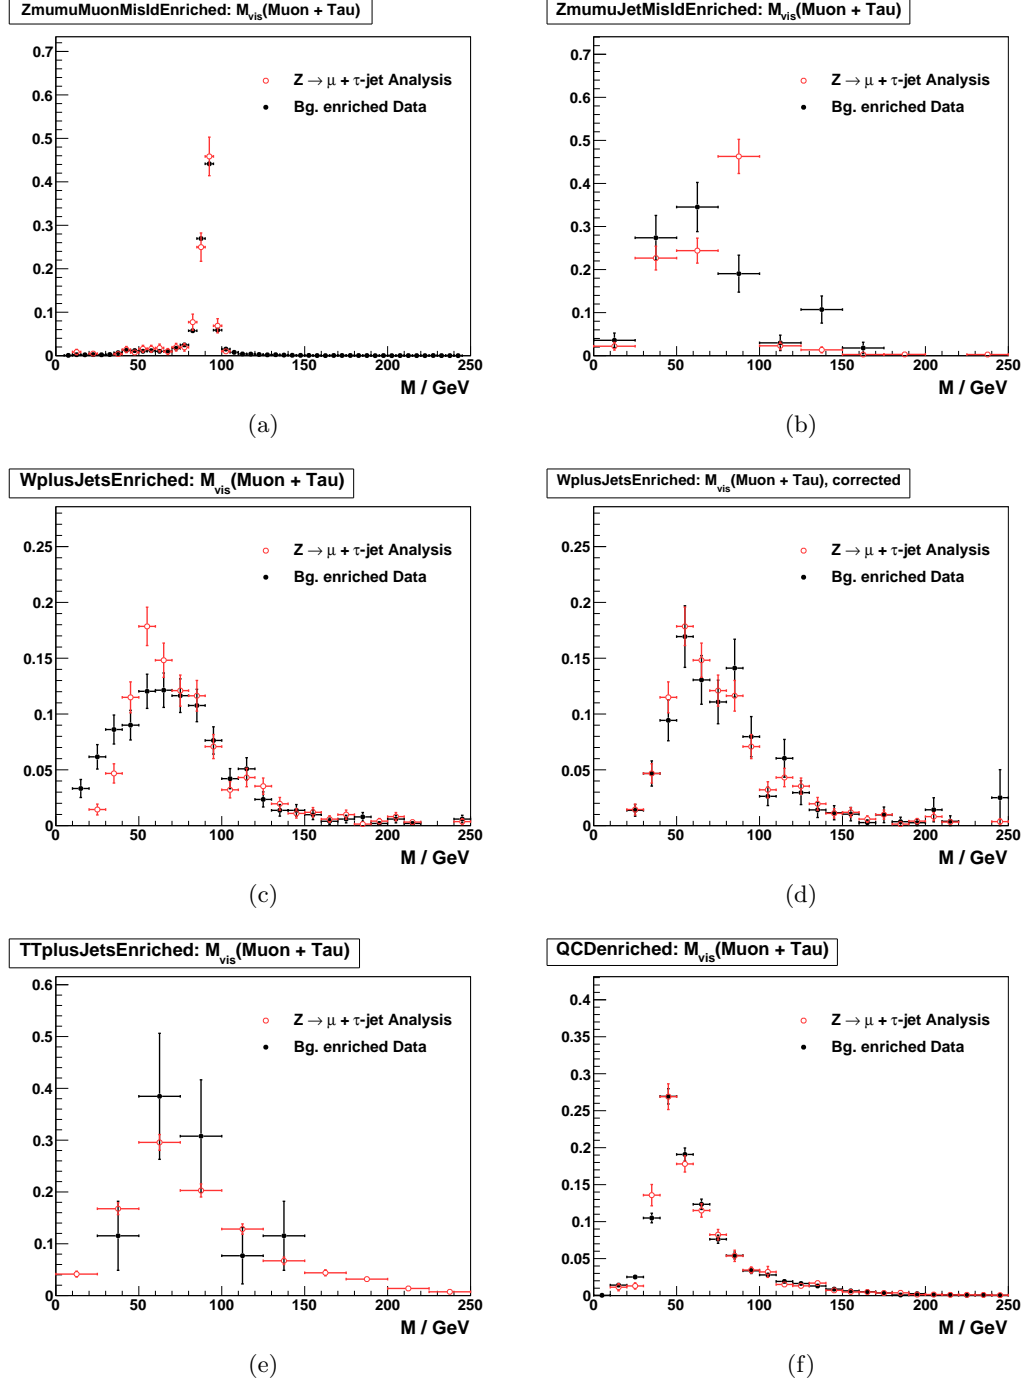 ZmumuMuonMisIdEnriched: M_vis(Muon + Tau)
0.7
0.6
0.5
0.4
0.3
0.2
0.1
0
Z → μ + τ-jet Analysis
Bg. enriched Data
0 50 100 150 200 250
M / GeV
(a)
ZmumuJetMisIdEnriched: M_vis(Muon + Tau)
0.7
0.6
0.5
0.4
0.3
0.2
0.1
0
Z → μ + τ-jet Analysis
Bg. enriched Data
0 50 100 150 200 250
M / GeV
(b)
WplusJetsEnriched: M_vis(Muon + Tau)
0.25
0.2
0.15
0.1
0.05
0
Z → μ + τ-jet Analysis
Bg. enriched Data
0 50 100 150 200 250
M / GeV
(c)
WplusJetsEnriched: M_vis(Muon + Tau), corrected
0.25
0.2
0.15
0.1
0.05
0
Z → μ + τ-jet Analysis
Bg. enriched Data
0 50 100 150 200 250
M / GeV
(d)
TTplusJetsEnriched: M_vis(Muon + Tau)
0.6
0.5
0.4
0.3
0.2
0.1
0
Z → μ + τ-jet Analysis
Bg. enriched Data
0 50 100 150 200 250
M / GeV
(e)
QCDenriched: M_vis(Muon + Tau)
0.4
0.35
0.3
0.25
0.2
0.15
0.1
0.05
0
Z → μ + τ-jet Analysis
Bg. enriched Data
0 50 100 150 200 250
M / GeV
(f)